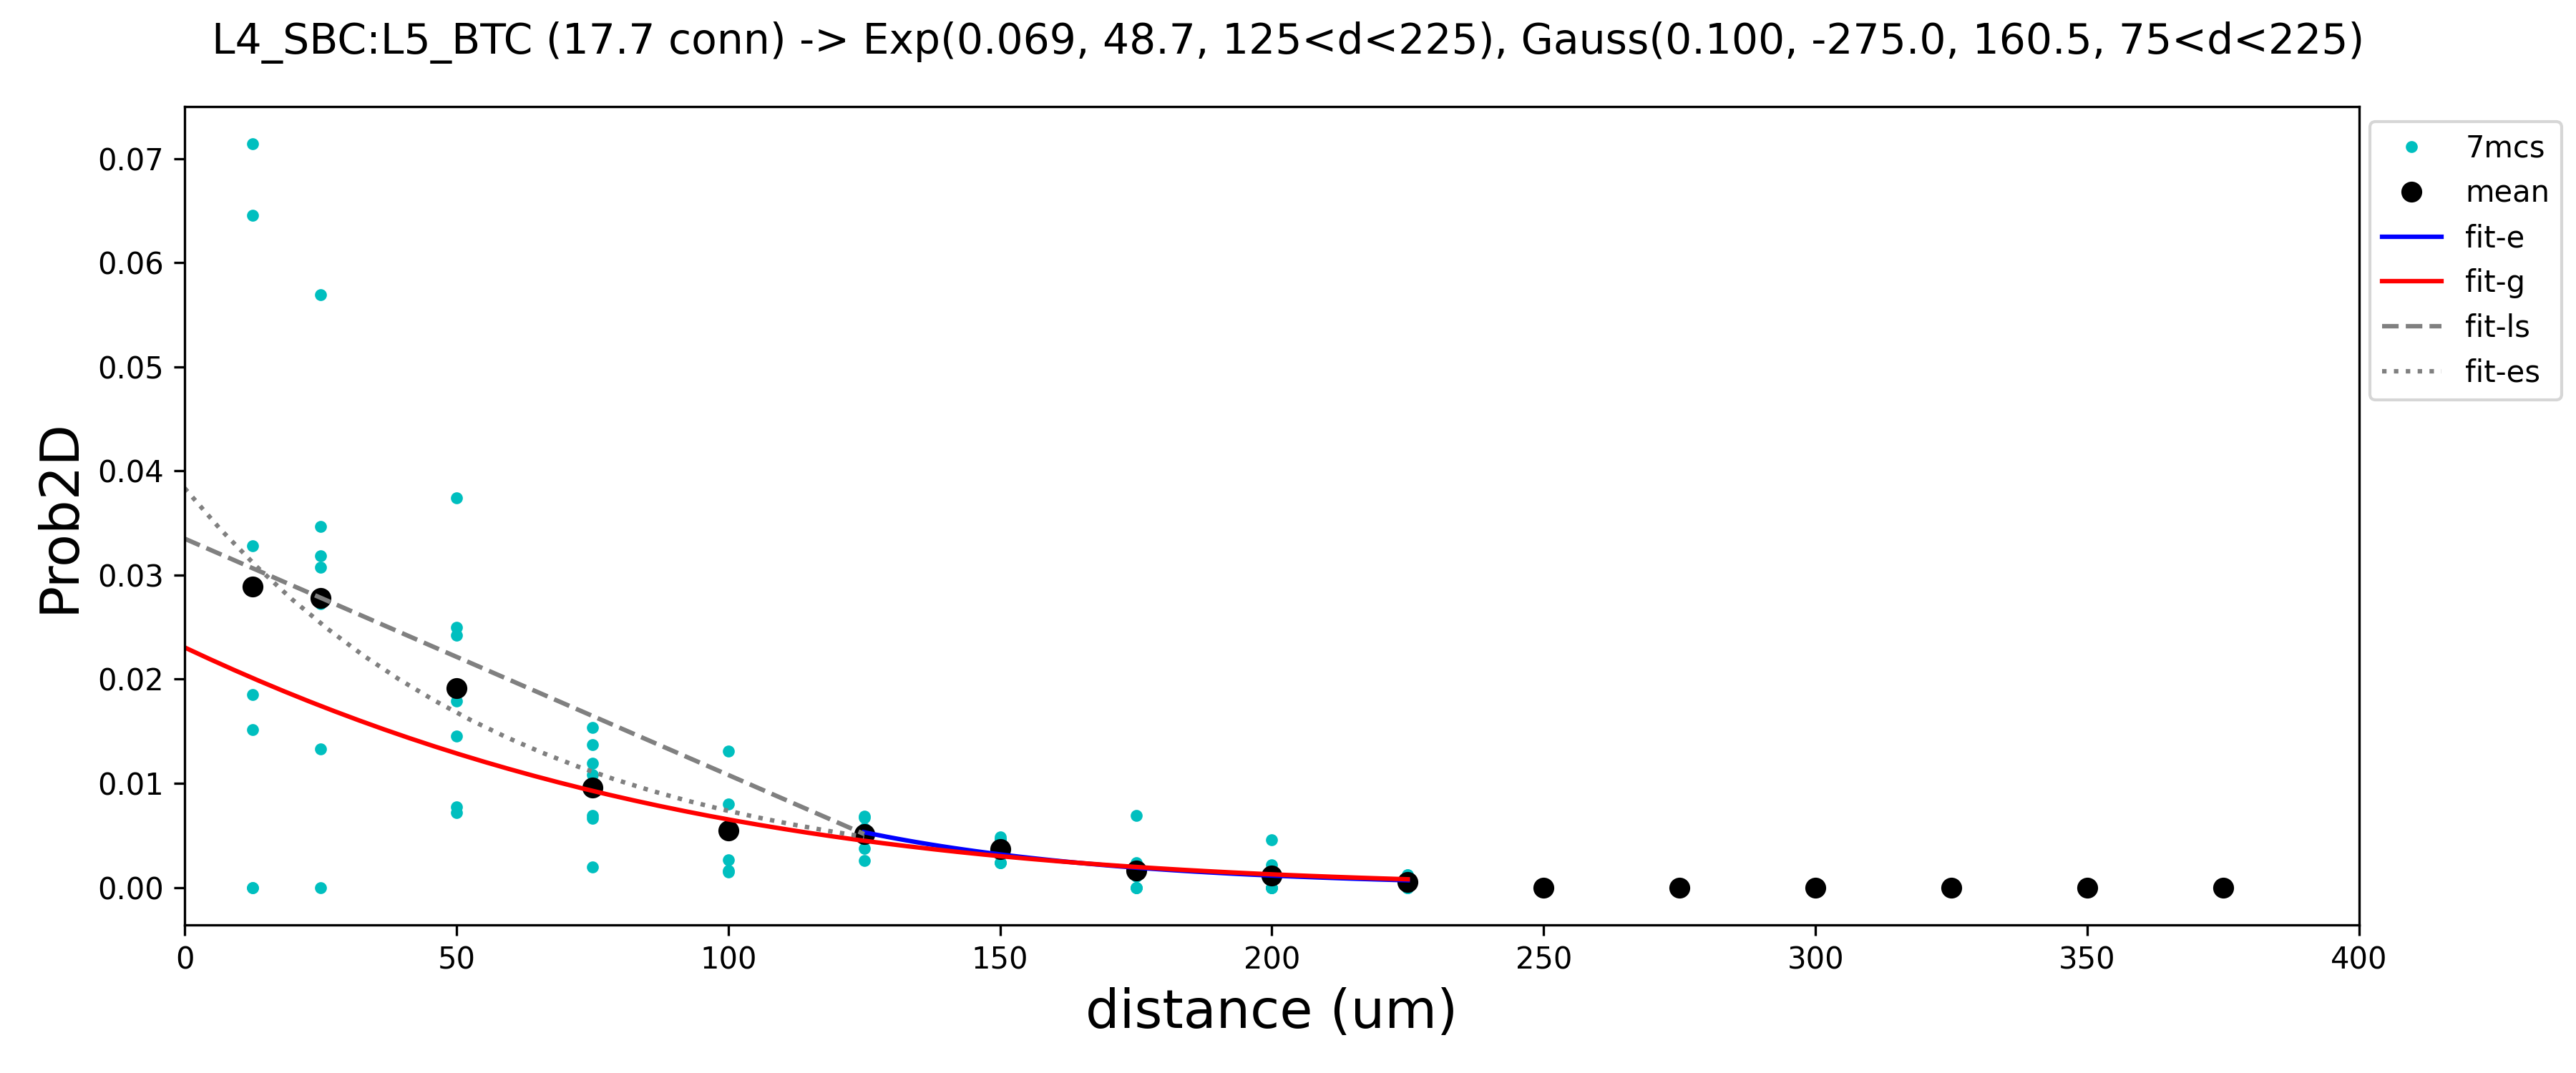 L4_SBC:L5_BTC (17.7 conn) -> Exp(0.069, 48.7, 125<d<225), Gauss(0.100, -275.0, 160.5, 75<d<225)
7mcs
mean
fit-e
fit-g
fit-ls
fit-es
Prob2D
0.07
0.06
0.05
0.04
0.03
0.02
0.01
0.00
0 50 100 150 200 250 300 350 400
distance (um)